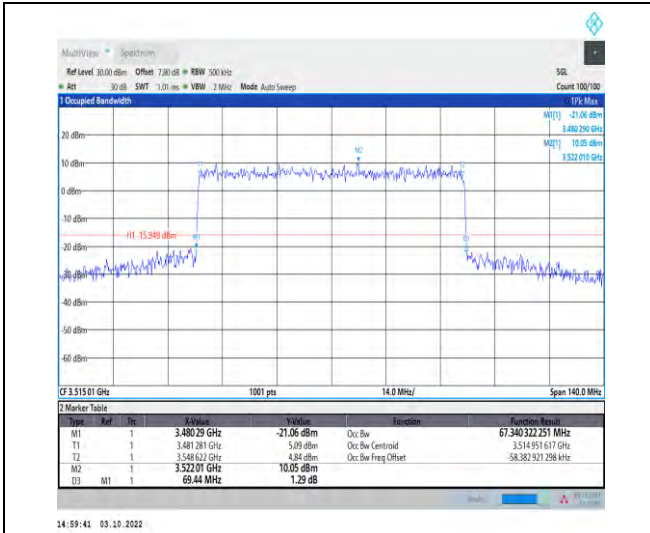 MultiView Spectrum
Ref Level 30.00 dBm Offset 7.80 dB RBW 500 kHz SGL
Att 30 dB SWT 1.01 ms VBW 2 MHz Mode Auto Sweep Count 100/100
1 Occupied Bandwidth 1Pk Max
M1[1] -21.06 dBm
3.480 290 GHz
M2[1] 10.05 dBm
3.522 010 GHz
20 dBm
M2
10 dBm
T1
0 dBm
-10 dBm
H1 -15.949 dBm
M1
-20 dBm
-30 dBm
-40 dBm
-50 dBm
-60 dBm
CF 3.515 01 GHz 1001 pts 14.0 MHz/ Span 140.0 MHz
2 Marker Table
Type Ref Trc X-Value Y-Value Function Function Result
M1 1 3.480 29 GHz -21.06 dBm Occ Bw 67.340 322 251 MHz
T1 1 3.481 281 GHz 5.09 dBm Occ Bw Centroid 3.514 951 617 GHz
T2 1 3.548 622 GHz 4.84 dBm Occ Bw Freq Offset -58.382 921 298 kHz
M2 1 3.522 01 GHz 10.05 dBm
D3 M1 1 69.44 MHz 1.29 dB
14:59:41 03.10.2022